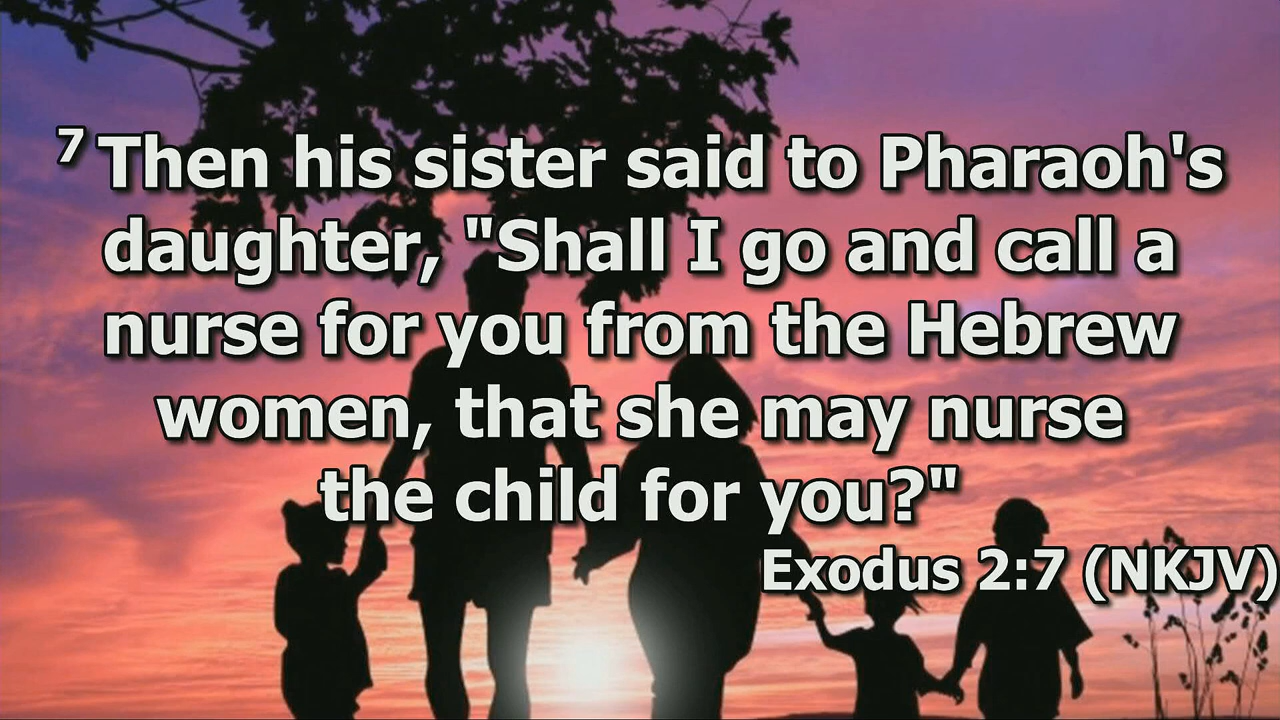 7 Then his sister said to Pharaoh's
daughter, "Shall I go and call a
nurse for you from the Hebrew
women, that she may nurse
the child for you?"
Exodus 2:7 (NKJV)